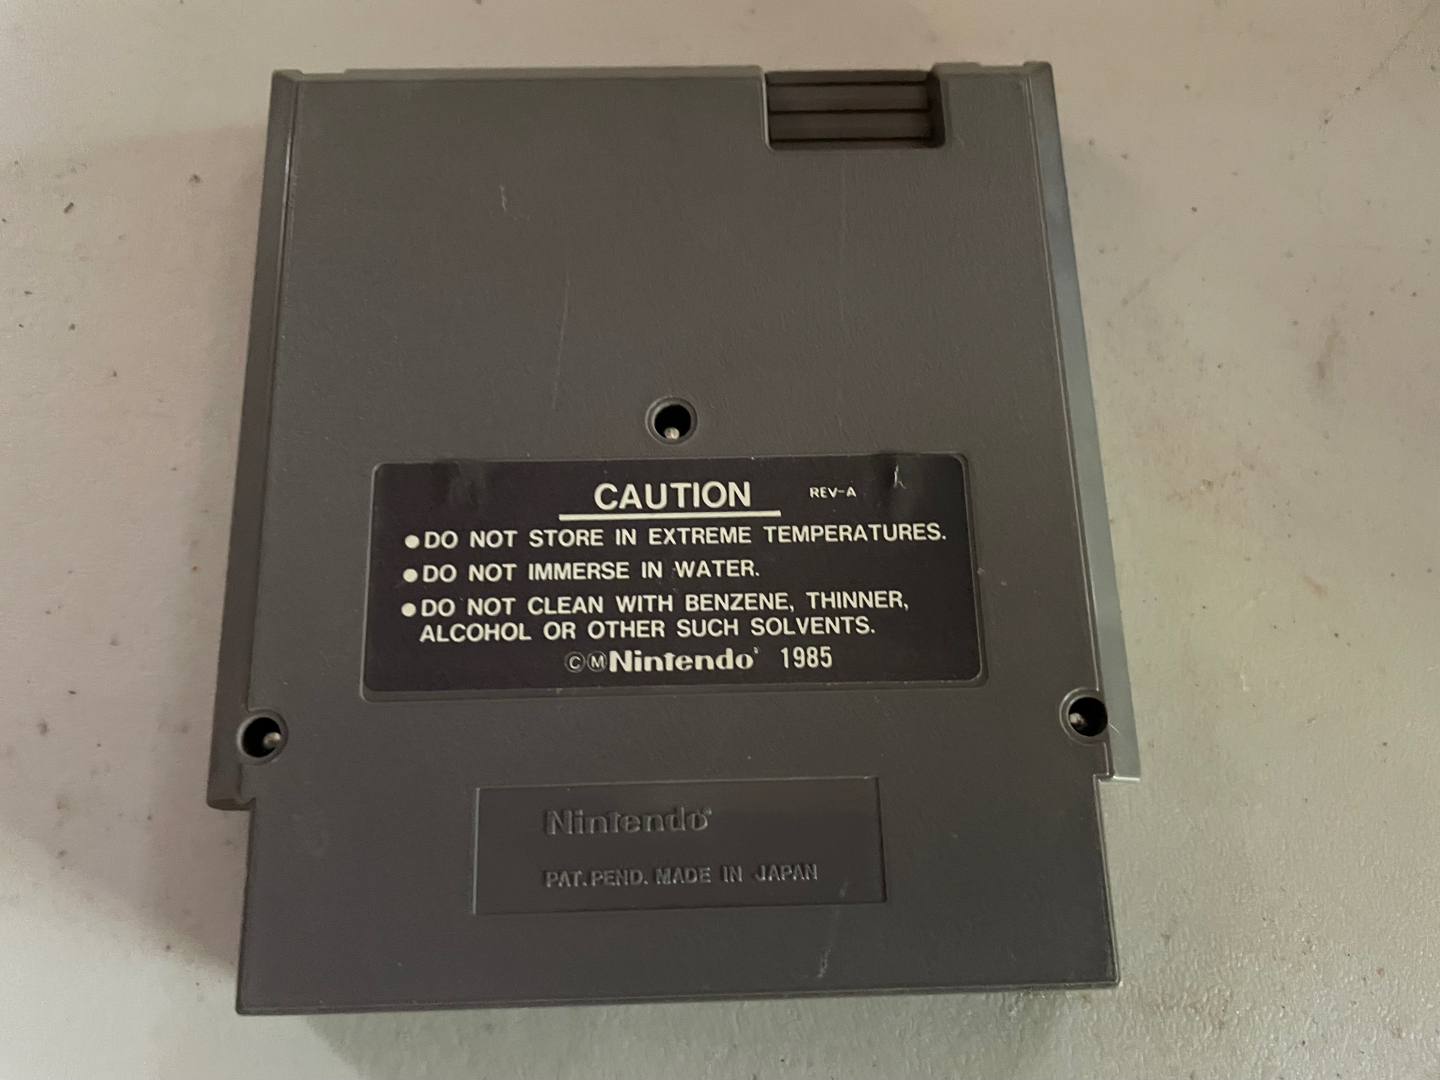 CAUTION REV-A
●DO NOT STORE IN EXTREME TEMPERATURES.
●DO NOT IMMERSE IN WATER.
●DO NOT CLEAN WITH BENZENE, THINNER,
ALCOHOL OR OTHER SUCH SOLVENTS.
ⒸⓂNintendo® 1985
Nintendo®
PAT. PEND. MADE IN JAPAN